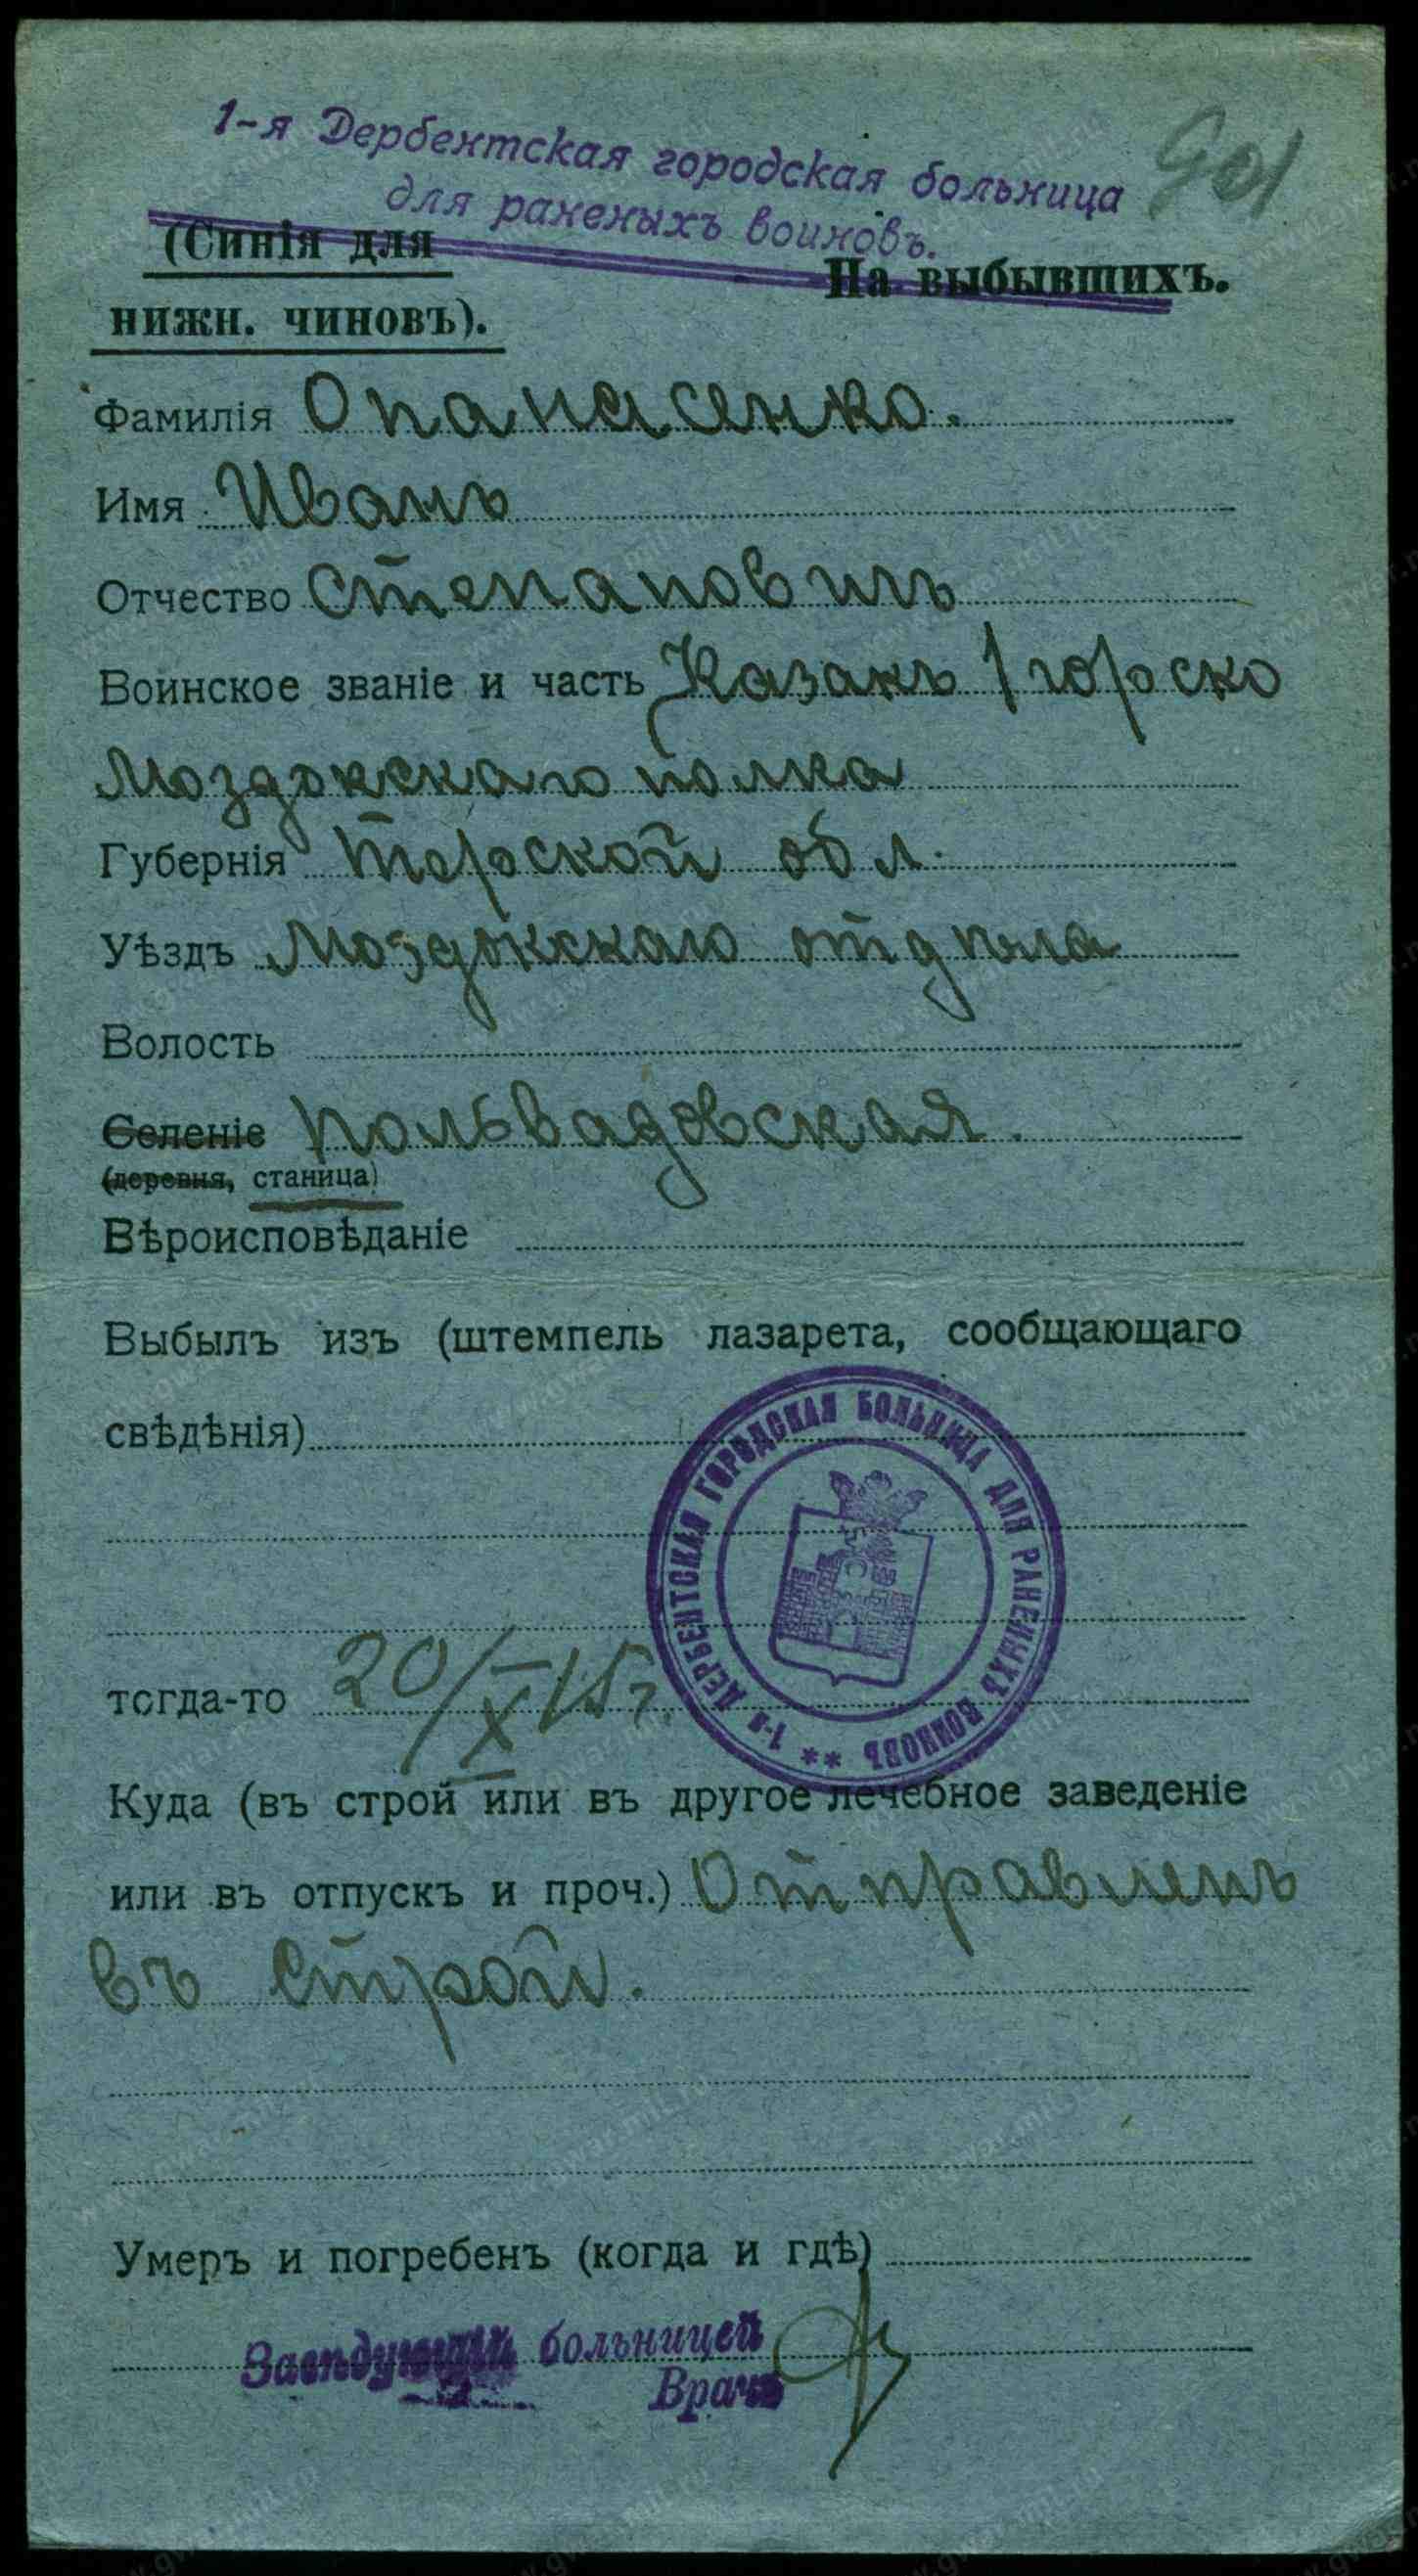 1-я Дербентская городская больница
для раненыхъ воиновъ.
901
(Синія для
нижн. чиновъ).
На выбывшихъ.
Фамилія Опанасенко.
Имя Иванъ
Отчество Степановичъ
Воинское званіе и часть Казакъ 1 горско
Моздокскаго полка
Губернія Терской обл.
Уѣздъ Моздокскаго отдѣла
Волость
Селеніе Польвадовская.
(деревня, станица)
Вѣроисповѣданіе
Выбылъ изъ (штемпель лазарета, сообщающаго
свѣдѣнія)
1-я ДЕРБЕНТСКАЯ ГОРОДСКАЯ БОЛЬНИЦА ДЛЯ РАНЕНЫХЪ ВОИНОВЪ **
тогда-то 20/X 15 г.
Куда (въ строй или въ другое лечебное заведеніе
или въ отпускъ и проч.) Отправленъ
въ строй.
Умеръ и погребенъ (когда и гдѣ)
Завѣдующій больницей
Врачъ